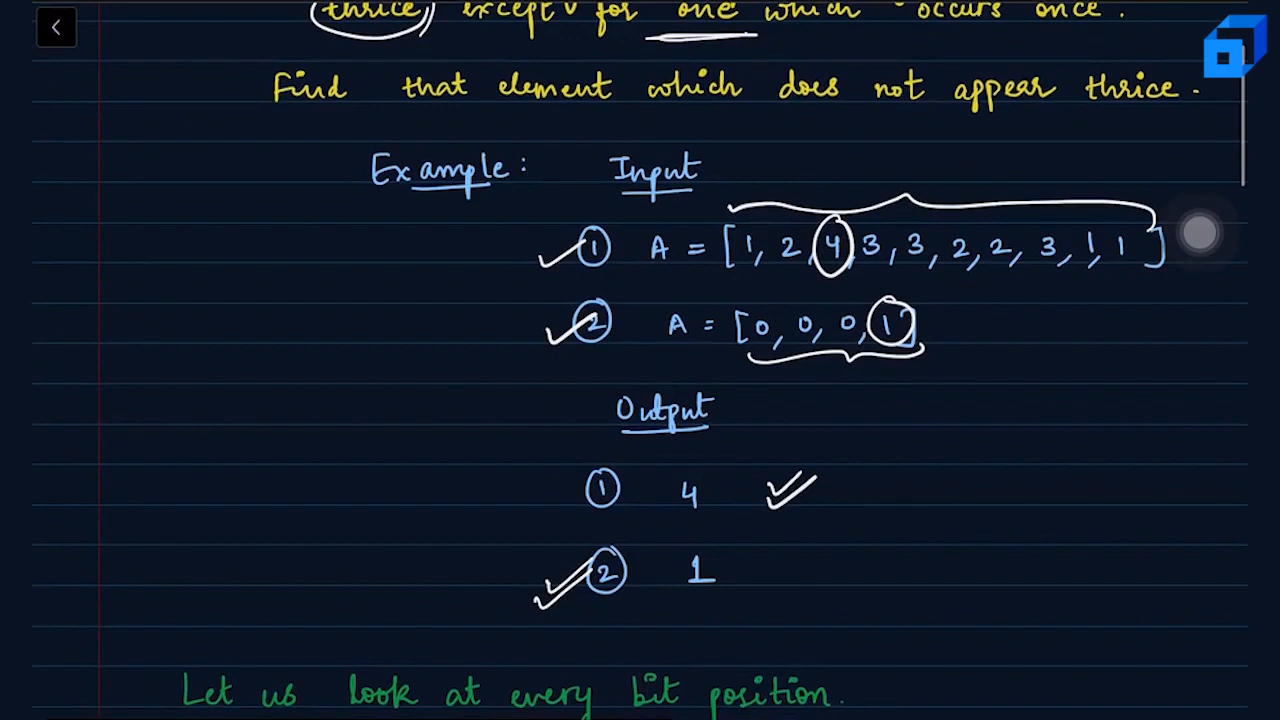 thrice, except for one which occurs once.
Find that element which does not appear thrice.
Example: Input
① A = [1, 2, 4, 3, 3, 2, 2, 3, 1, 1]
② A = [0, 0, 0, 1]
Output
① 4
② 1
Let us look at every bit position.